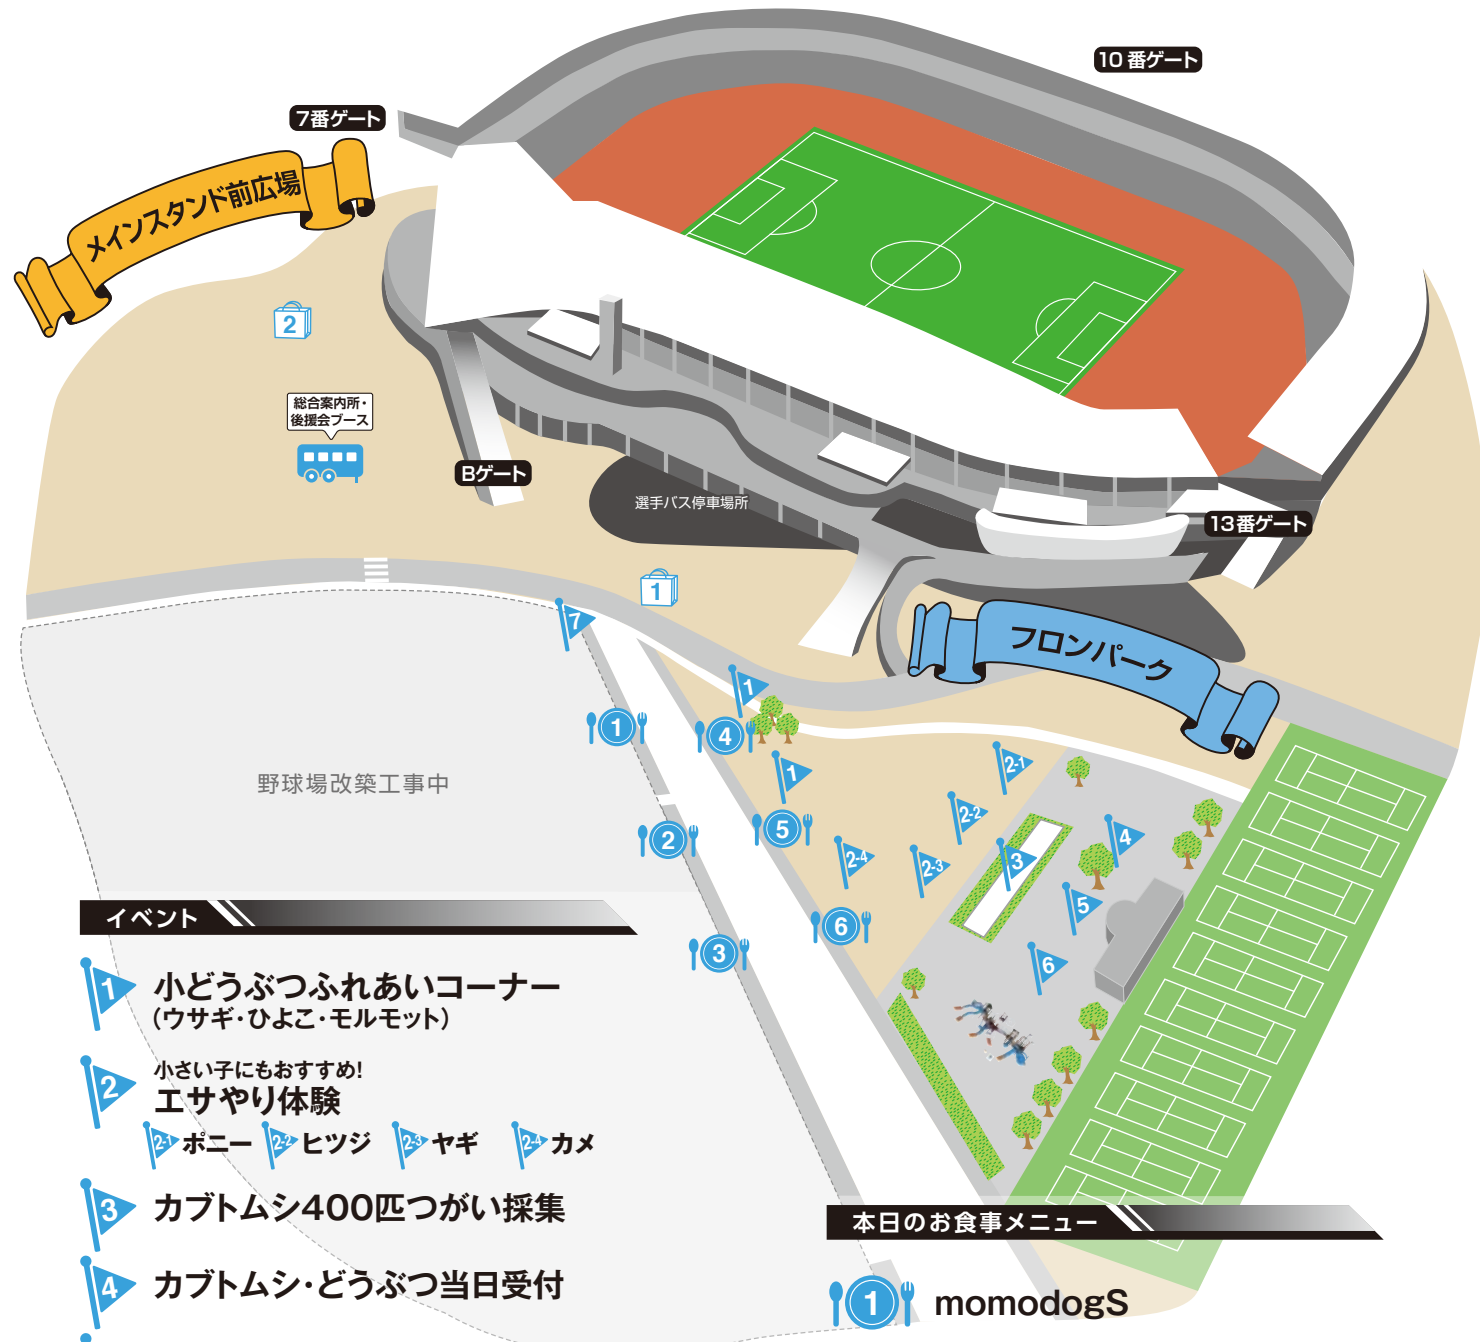 10番ゲート
7番ゲート
メインスタンド前広場
2
総合案内所・
後援会ブース
Bゲート
選手バス停車場所
13番ゲート
1
7
フロンパーク
1
1
4
野球場改築工事中
1
2-1
2-2
5
2
2-4
2-3
3
4
5
6
3
6
イベント
1 小どうぶつふれあいコーナー
（ウサギ・ひよこ・モルモット）
小さい子にもおすすめ！
2 エサやり体験
2-1 ポニー 2-2 ヒツジ 2-3 ヤギ 2-4 カメ
3 カブトムシ400匹つがい採集
4 カブトムシ・どうぶつ当日受付
本日のお食事メニュー
1 momodogS